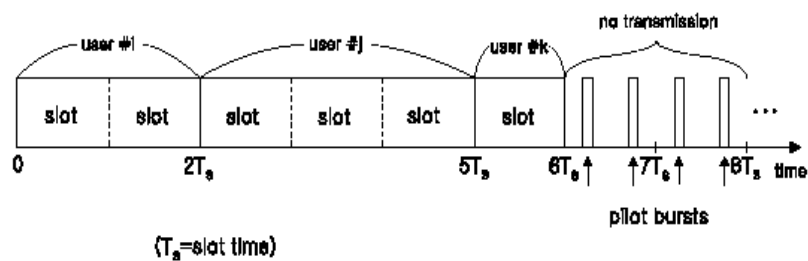 no transmission
user #i user #j user #k
slot slot slot slot slot slot ...
0 2Ts 5Ts 6Ts 7Ts 8Ts time
pilot bursts
(Ts=slot time)